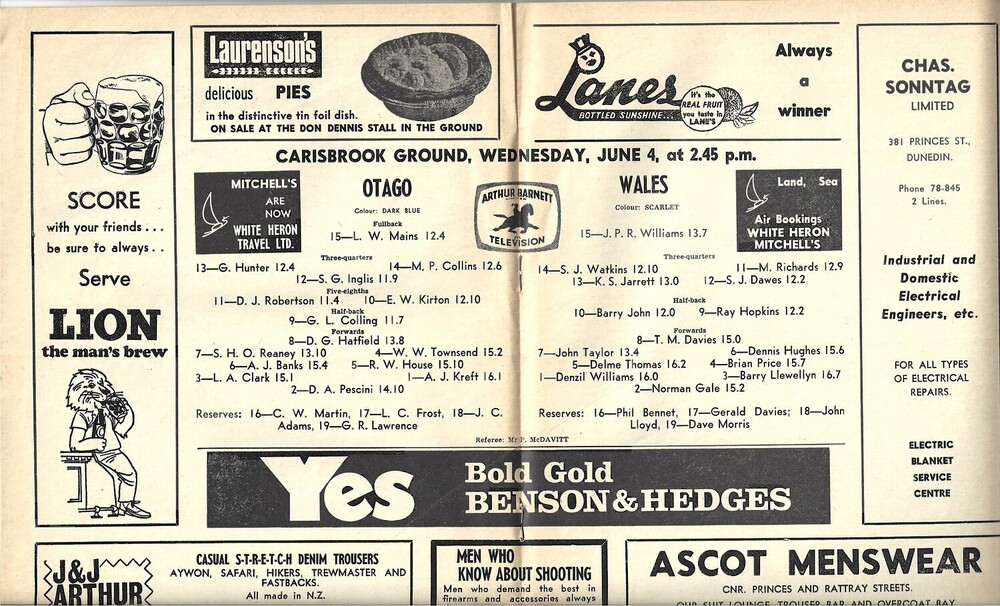 SCORE
with your friends . . .
be sure to always . .
Serve
LION
the man's brew
Laurenson's
delicious PIES
in the distinctive tin foil dish.
ON SALE AT THE DON DENNIS STALL IN THE GROUND
Lanes
BOTTLED SUNSHINE...
it's the
REAL FRUIT
you taste in
LANE'S
Always
a
winner
CARISBROOK GROUND, WEDNESDAY, JUNE 4, at 2.45 p.m.
MITCHELL'S
ARE
NOW
WHITE HERON
TRAVEL LTD.
OTAGO
Colour: DARK BLUE
Fullback
15—L. W. Mains 12.4
Three-quarters
13—G. Hunter 12.4 14—M. P. Collins 12.6
12—S. G. Inglis 11.9
Five-eighths
11—D. J. Robertson 11.4 10—E. W. Kirton 12.10
Half-back
9—G. L. Colling 11.7
Forwards
8—D. G. Hatfield 13.8
7—S. H. O. Reaney 13.10 4—W. W. Townsend 15.2
6—A. J. Banks 15.4 5—R. W. House 15.10
3—L. A. Clark 15.1 1—A. J. Kreft 16.1
2—D. A. Pescini 14.10
Reserves: 16—C. W. Martin, 17—L. C. Frost, 18—J. C.
Adams, 19—G. R. Lawrence
ARTHUR BARNETT
TELEVISION
WALES
Colour: SCARLET
15—J. P. R. Williams 13.7
Three-quarters
14—S. J. Watkins 12.10 11—M. Richards 12.9
13—K. S. Jarrett 13.0 12—S. J. Dawes 12.2
Half-back
10—Barry John 12.0 9—Ray Hopkins 12.2
Forwards
8—T. M. Davies 15.0
7—John Taylor 13.4 6—Dennis Hughes 15.6
5—Delme Thomas 16.2 4—Brian Price 15.7
1—Denzil Williams 16.0 3—Barry Llewellyn 16.7
2—Norman Gale 15.2
Reserves: 16—Phil Bennet, 17—Gerald Davies; 18—John
Lloyd, 19—Dave Morris
Land, Sea
&
Air Bookings
WHITE HERON
MITCHELL'S
Referee: Mr P. McDAVITT
Yes
Bold Gold
BENSON & HEDGES
CHAS.
SONNTAG
LIMITED
381 PRINCES ST.,
DUNEDIN.
Phone 78-845
2 Lines.
Industrial and
Domestic
Electrical
Engineers, etc.
FOR ALL TYPES
OF ELECTRICAL
REPAIRS.
ELECTRIC
BLANKET
SERVICE
CENTRE
J&J
ARTHUR
CASUAL S-T-R-E-T-C-H DENIM TROUSERS
AYWON, SAFARI, HIKERS, TREWMASTER AND
FASTBACKS.
All made in N.Z.
MEN WHO
KNOW ABOUT SHOOTING
Men who demand the best in
firearms and accessories always
ASCOT MENSWEAR
CNR. PRINCES AND RATTRAY STREETS.
OUR SUIT LOUNGE, TROUSER BAR AND OVERCOAT BAY